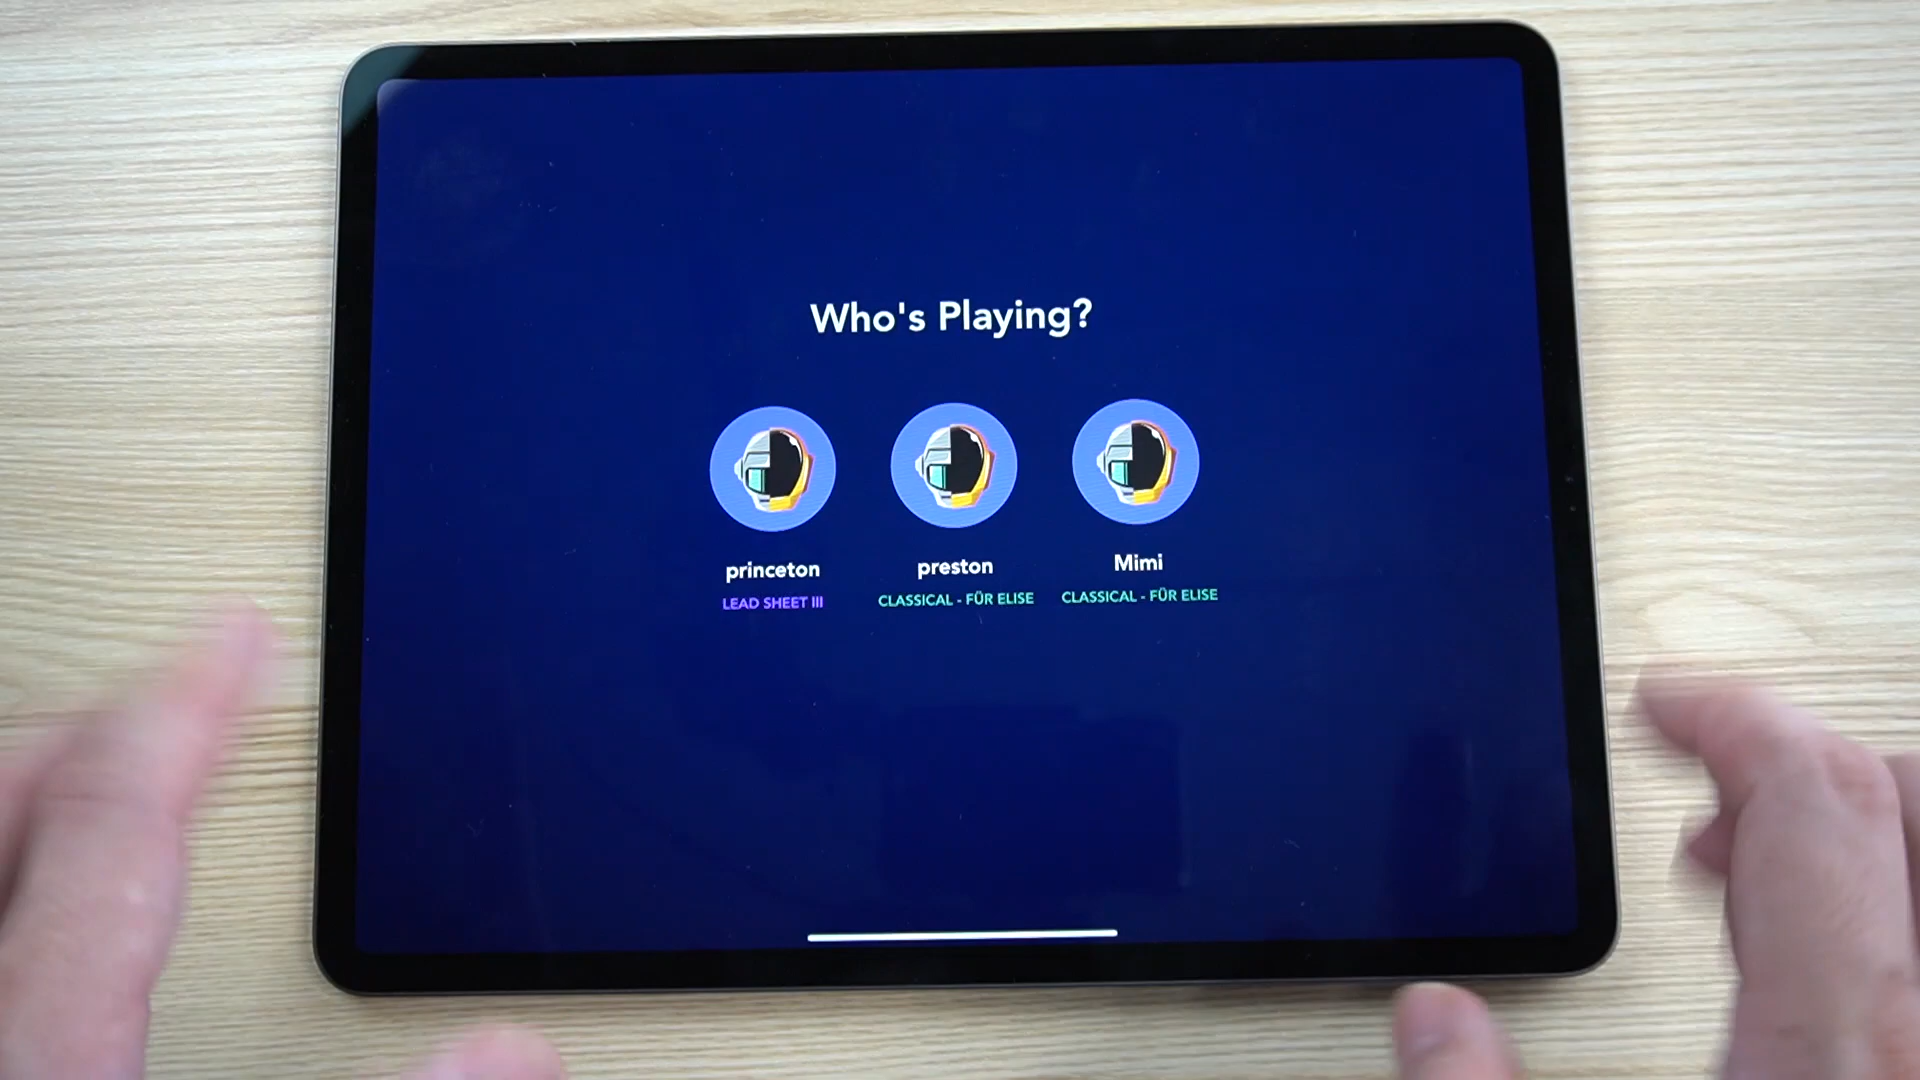 Who's Playing?
princeton
LEAD SHEET III
preston
CLASSICAL - FÜR ELISE
Mimi
CLASSICAL - FÜR ELISE